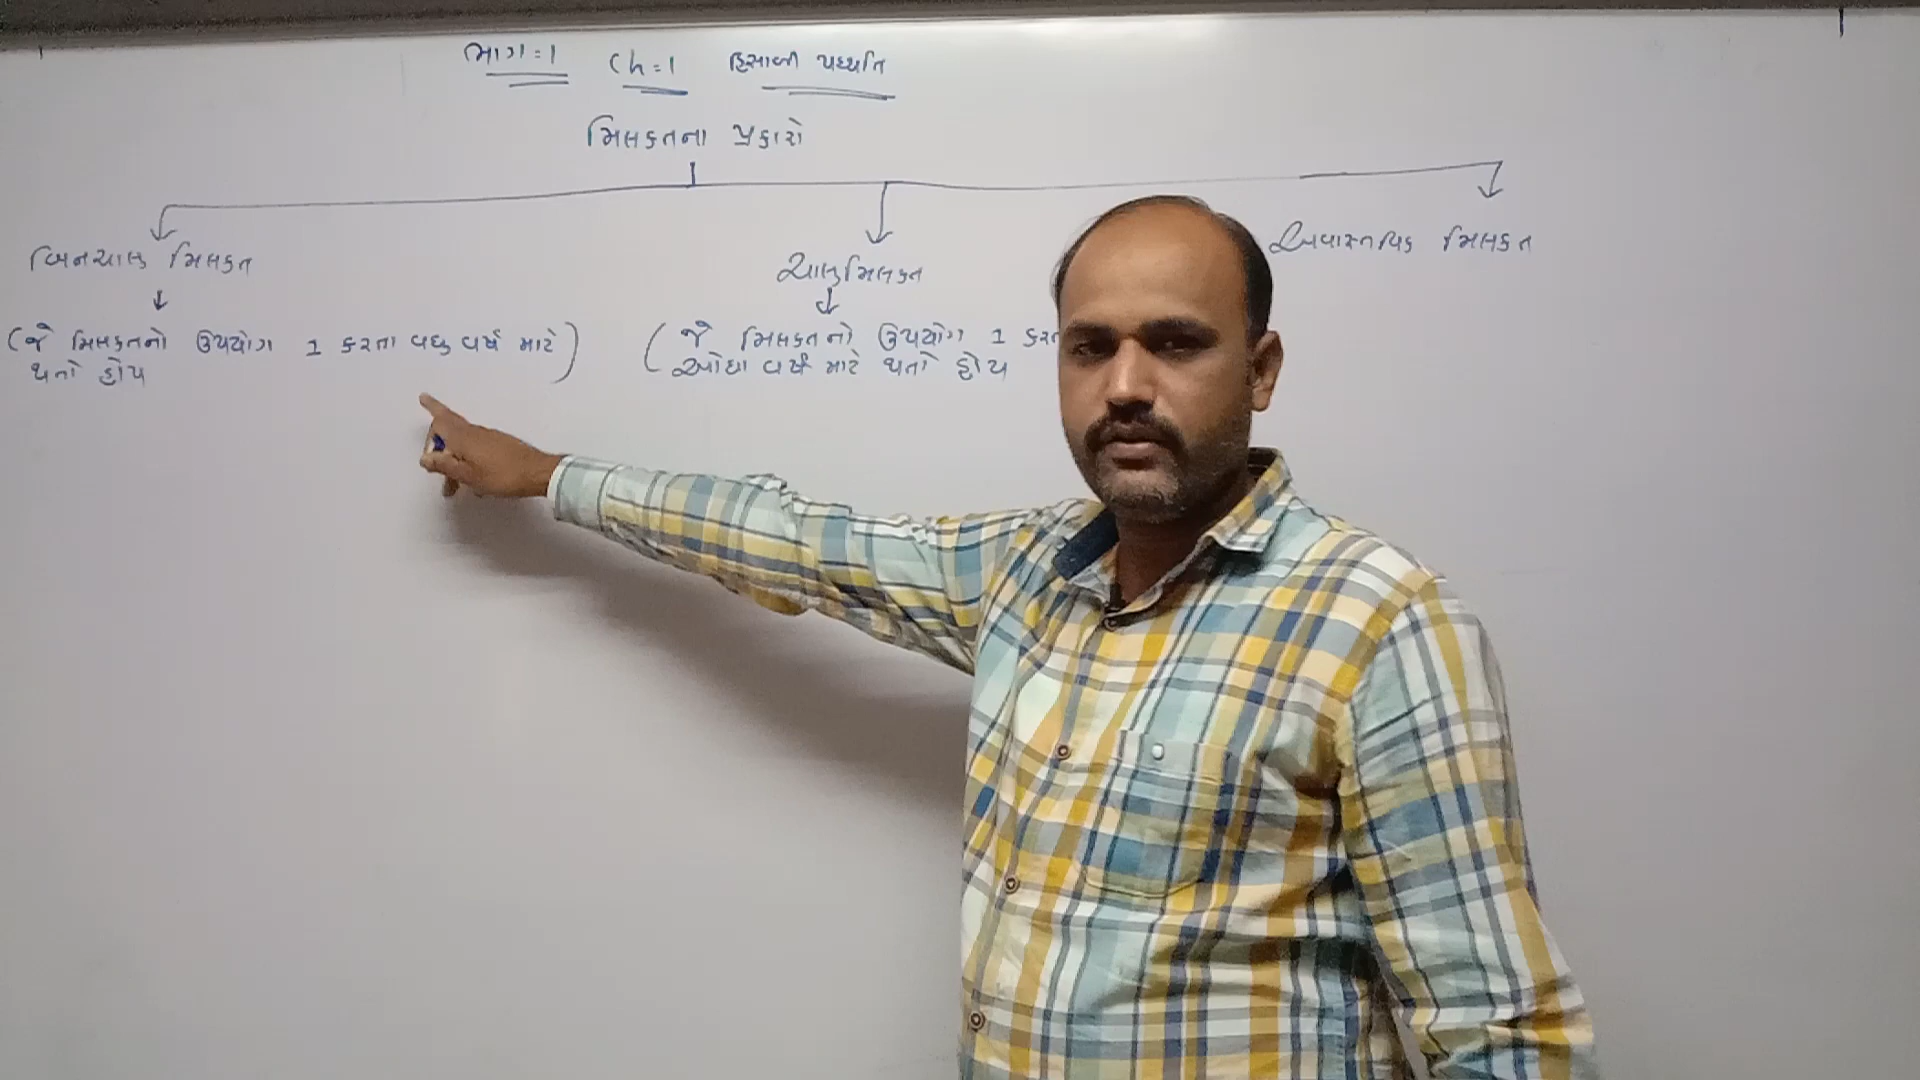 ભાગ=1 Ch=1 હિસાબી પધ્ધતિ
મિલકતના પ્રકારો
બિનચાલુ મિલકત
ચાલુ મિલકત
અવાસ્તવિક મિલકત
(જે મિલકતનો ઉપયોગ 1 કરતા વધુ વર્ષ માટે
થતો હોય)
(જે મિલકતનો ઉપયોગ 1
ઓછા વર્ષ માટે થતો હોય